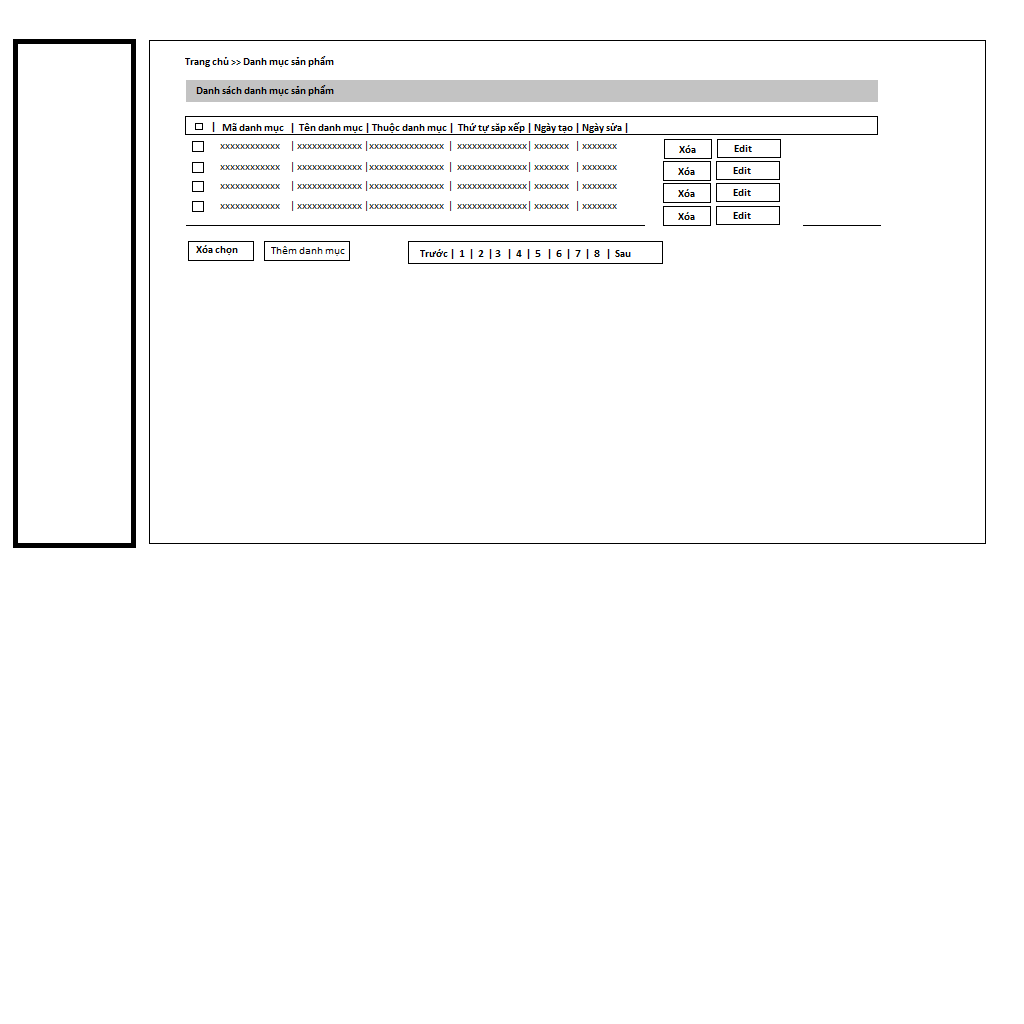 Trang chủ >> Danh mục sản phẩm
Danh sách danh mục sản phẩm
| Mã danh mục | Tên danh mục | Thuộc danh mục | Thứ tự săp xếp | Ngày tạo | Ngày sửa |
xxxxxxxxxxxx | xxxxxxxxxxxxx | xxxxxxxxxxxxxxx | xxxxxxxxxxxxxx | xxxxxxx | xxxxxxx Xóa Edit
xxxxxxxxxxxx | xxxxxxxxxxxxx | xxxxxxxxxxxxxxx | xxxxxxxxxxxxxx | xxxxxxx | xxxxxxx Xóa Edit
xxxxxxxxxxxx | xxxxxxxxxxxxx | xxxxxxxxxxxxxxx | xxxxxxxxxxxxxx | xxxxxxx | xxxxxxx Xóa Edit
xxxxxxxxxxxx | xxxxxxxxxxxxx | xxxxxxxxxxxxxxx | xxxxxxxxxxxxxx | xxxxxxx | xxxxxxx Xóa Edit
Xóa chọn Thêm danh mục Trước | 1 | 2 | 3 | 4 | 5 | 6 | 7 | 8 | Sau